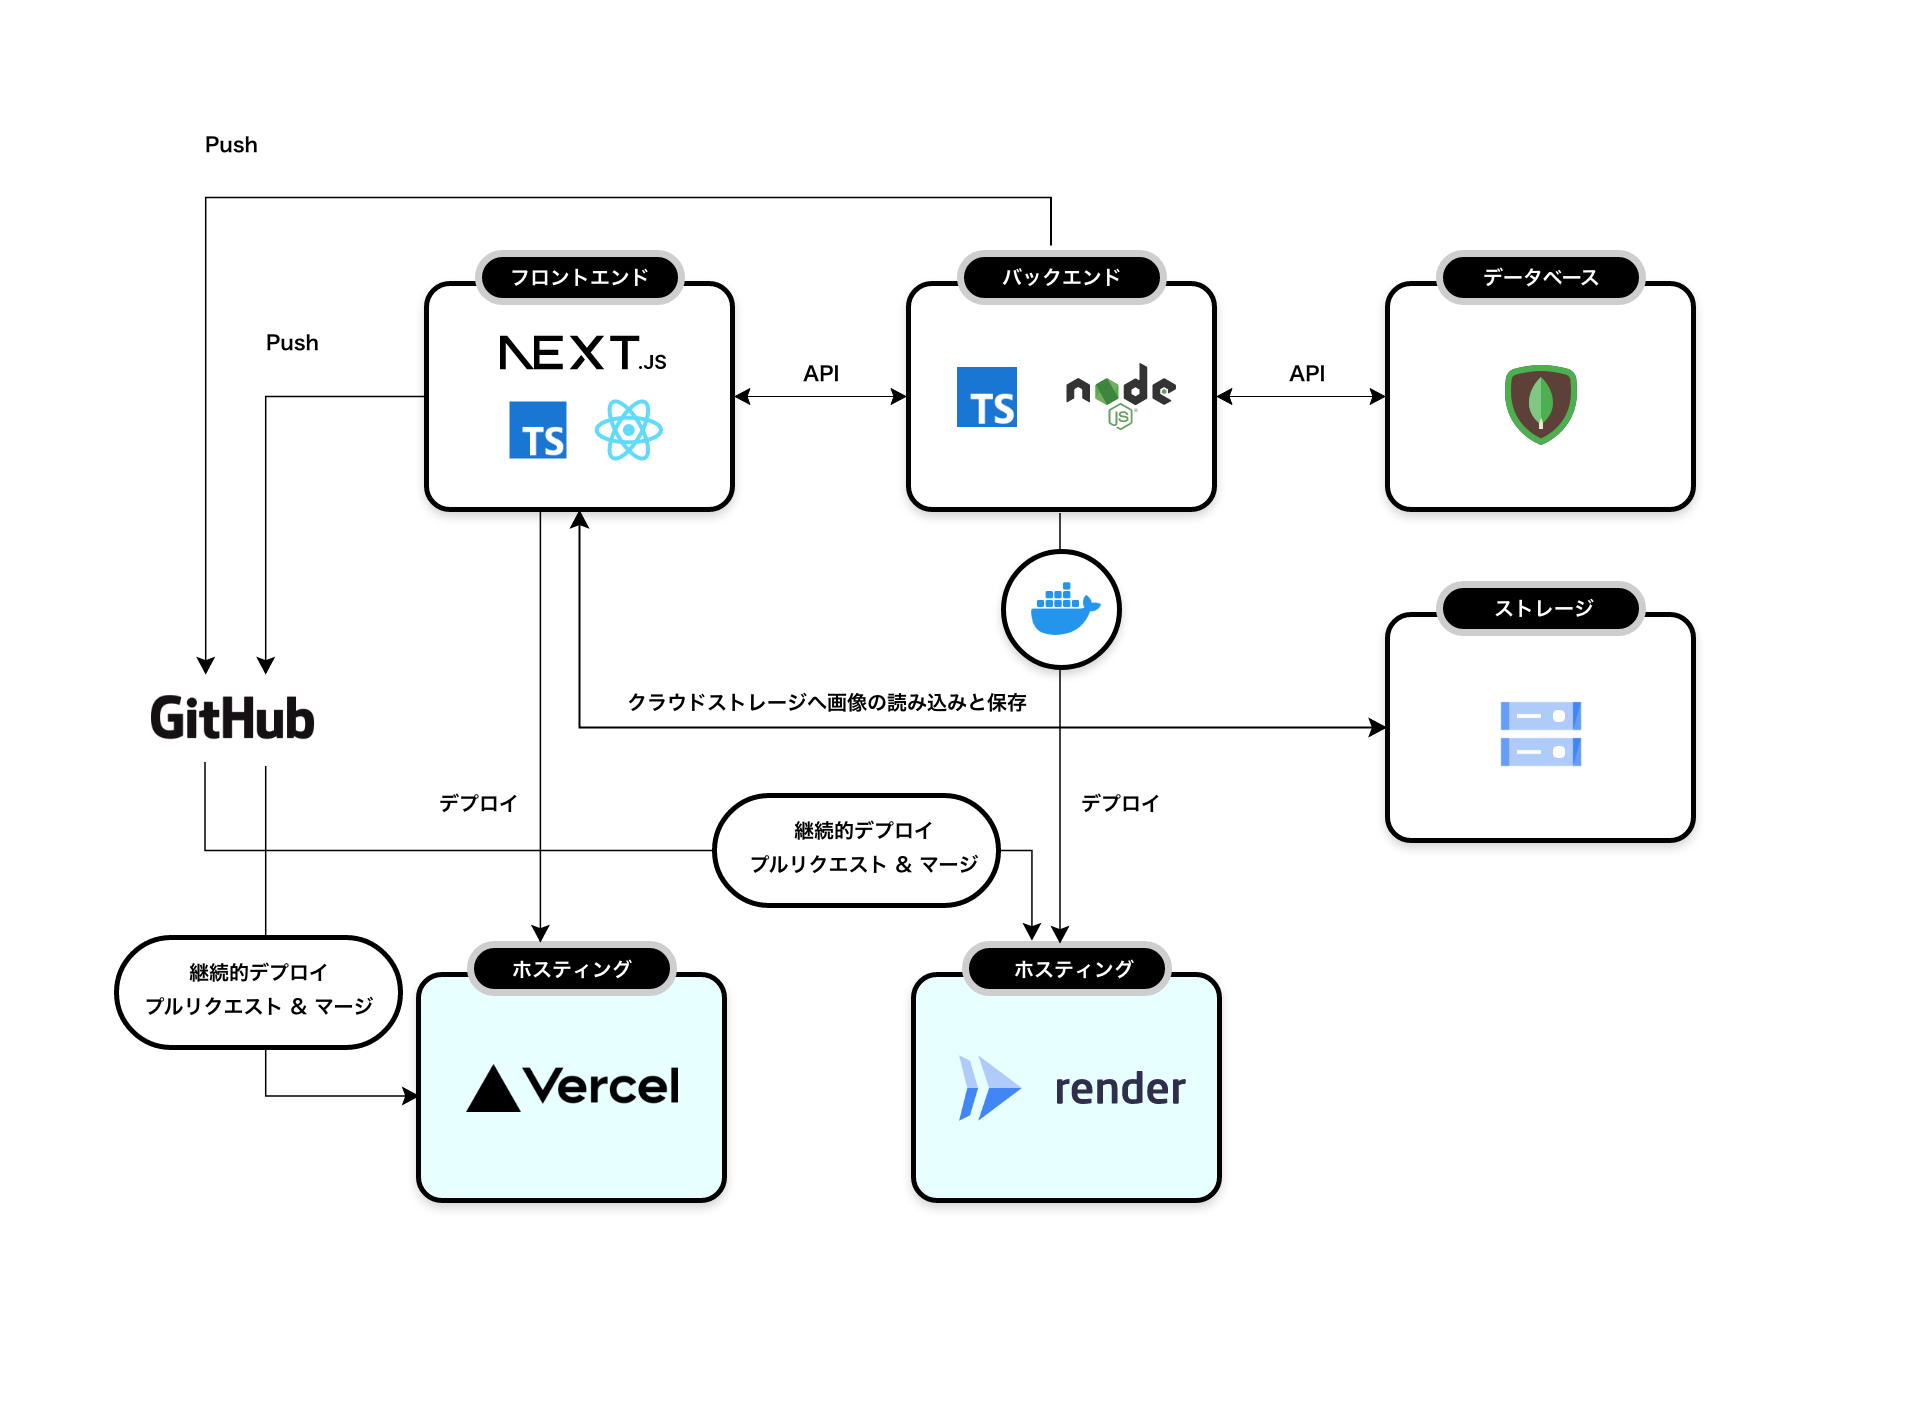 Push
フロントエンド
バックエンド
データベース
Push
NEXT.JS
TS
API
TS
node
JS
API
ストレージ
GitHub
クラウドストレージへ画像の読み込みと保存
デプロイ
デプロイ
継続的デプロイ
プルリクエスト & マージ
継続的デプロイ
プルリクエスト & マージ
ホスティング
ホスティング
Vercel
render